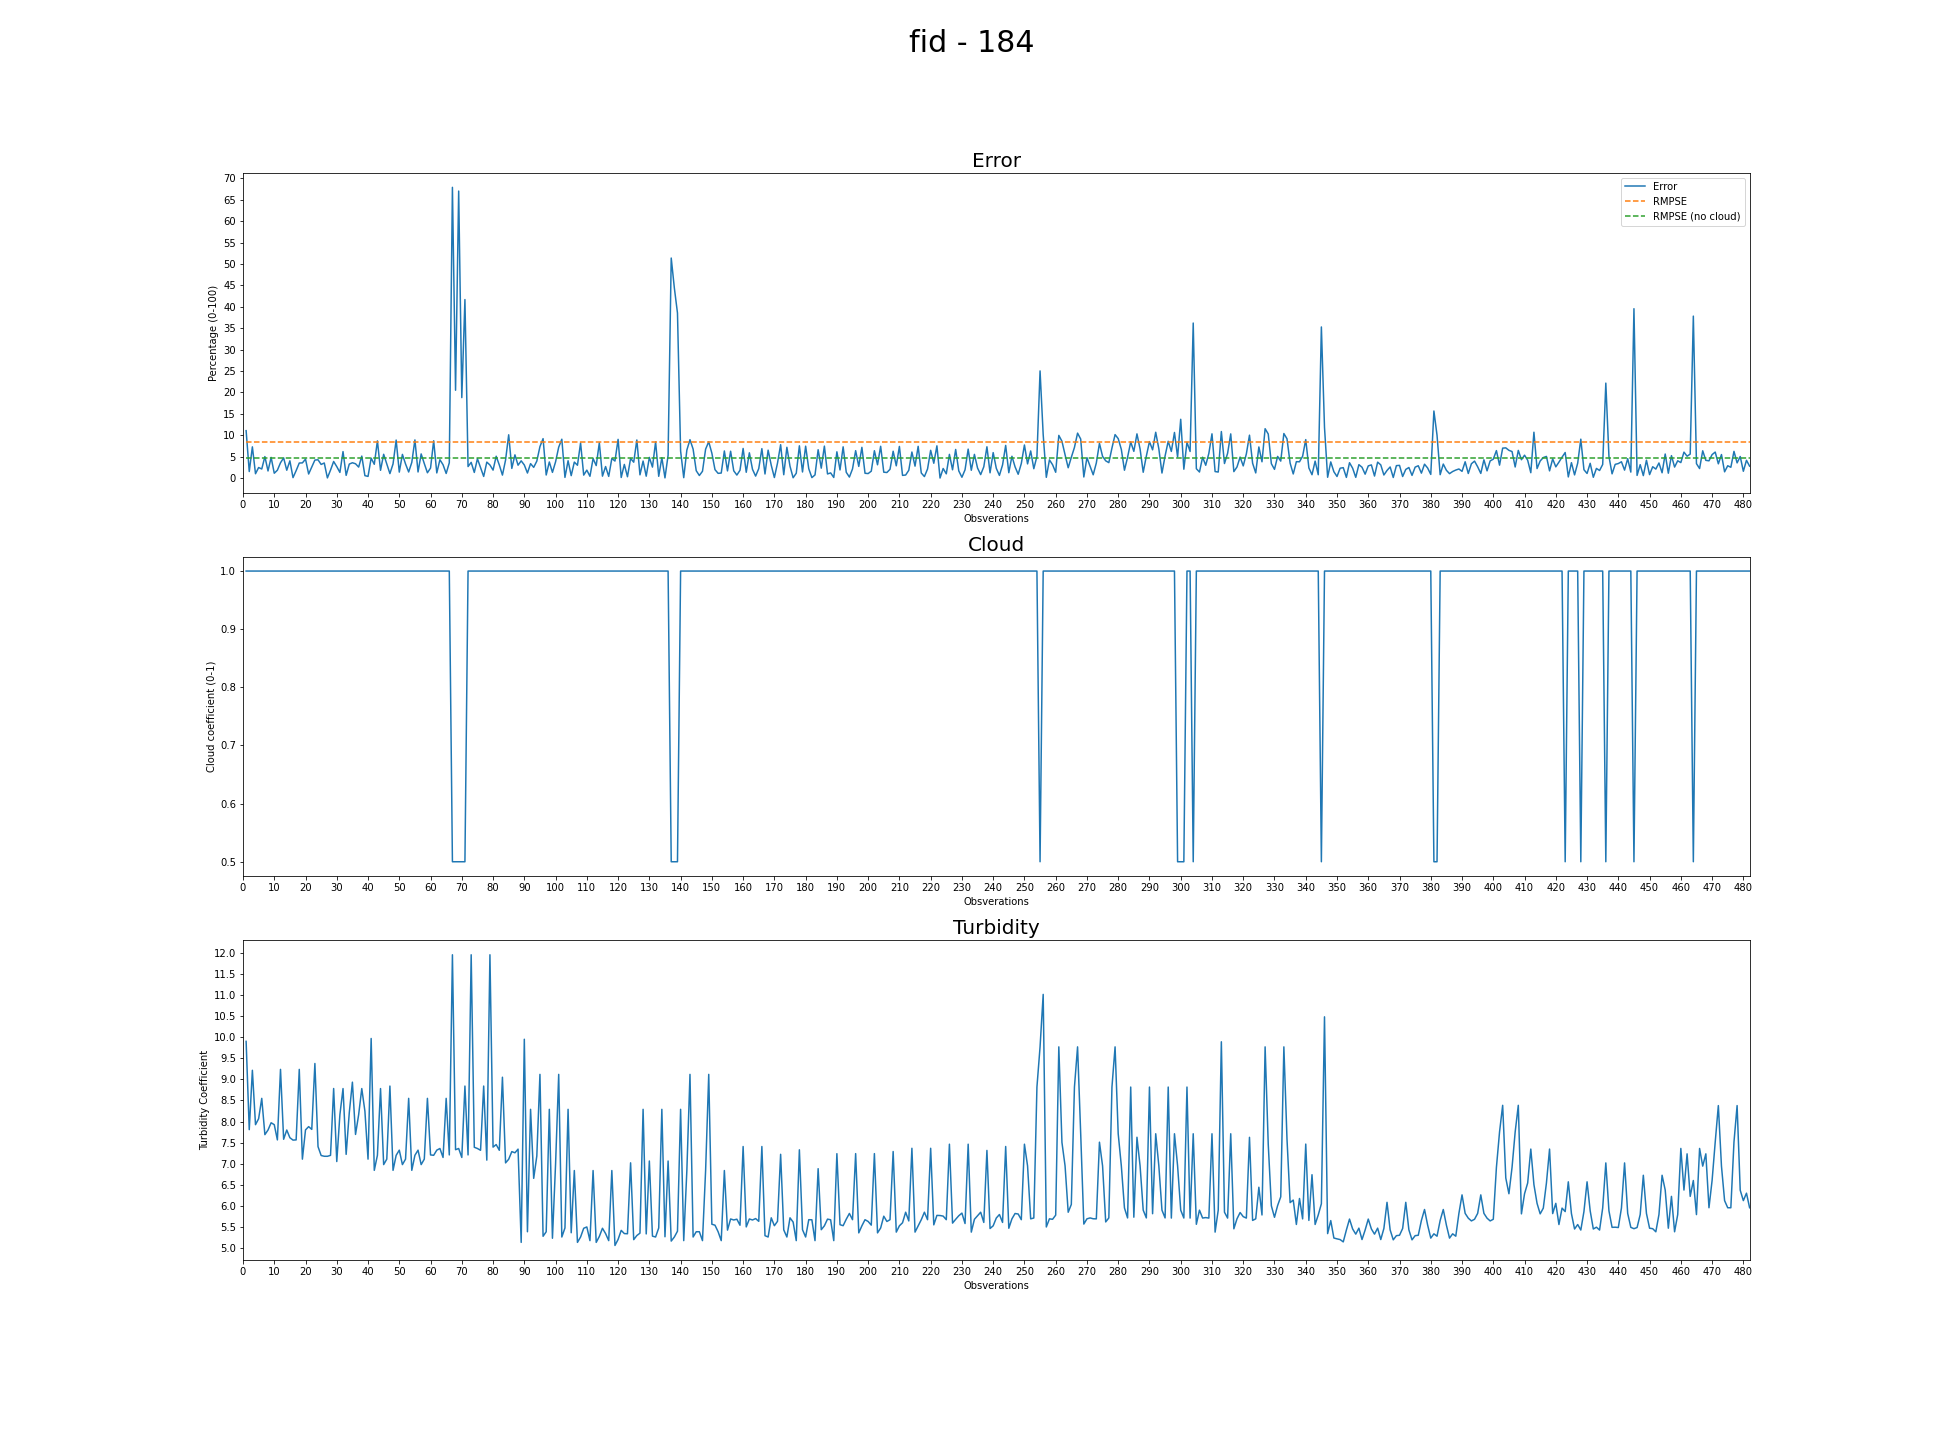 fid - 184
Error
70
65
60
55
50
45
40
35
30
25
20
15
10
5
0
Percentage (0-100)
Error
RMPSE
RMPSE (no cloud)
0 10 20 30 40 50 60 70 80 90 100 110 120 130 140 150 160 170 180 190 200 210 220 230 240 250 260 270 280 290 300 310 320 330 340 350 360 370 380 390 400 410 420 430 440 450 460 470 480
Obsverations
Cloud
1.0
0.9
0.8
0.7
0.6
0.5
Cloud coefficient (0-1)
0 10 20 30 40 50 60 70 80 90 100 110 120 130 140 150 160 170 180 190 200 210 220 230 240 250 260 270 280 290 300 310 320 330 340 350 360 370 380 390 400 410 420 430 440 450 460 470 480
Obsverations
Turbidity
12.0
11.5
11.0
10.5
10.0
9.5
9.0
8.5
8.0
7.5
7.0
6.5
6.0
5.5
5.0
Turbidity Coefficient
0 10 20 30 40 50 60 70 80 90 100 110 120 130 140 150 160 170 180 190 200 210 220 230 240 250 260 270 280 290 300 310 320 330 340 350 360 370 380 390 400 410 420 430 440 450 460 470 480
Obsverations